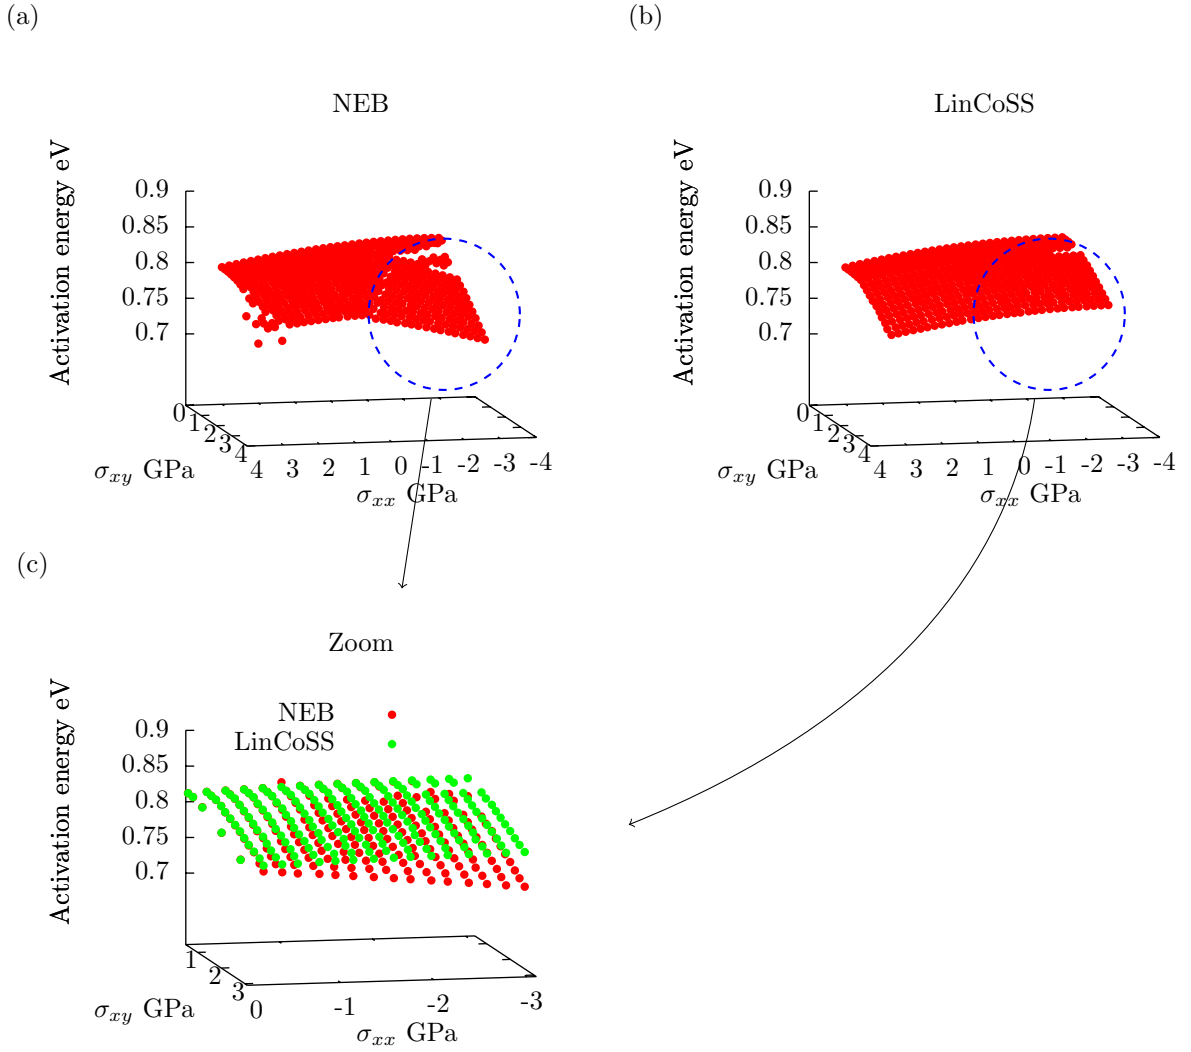 (a)
NEB
Activation energy eV
0.9
0.85
0.8
0.75
0.7
0
1
2
3
4
σxy GPa
4
3
2
1
0
-1
-2
-3
-4
σxx GPa
(b)
LinCoSS
Activation energy eV
0.9
0.85
0.8
0.75
0.7
0
1
2
3
4
σxy GPa
4
3
2
1
0
-1
-2
-3
-4
σxx GPa
(c)
Zoom
NEB
LinCoSS
Activation energy eV
0.9
0.85
0.8
0.75
0.7
1
2
3
σxy GPa
0
-1
-2
-3
σxx GPa